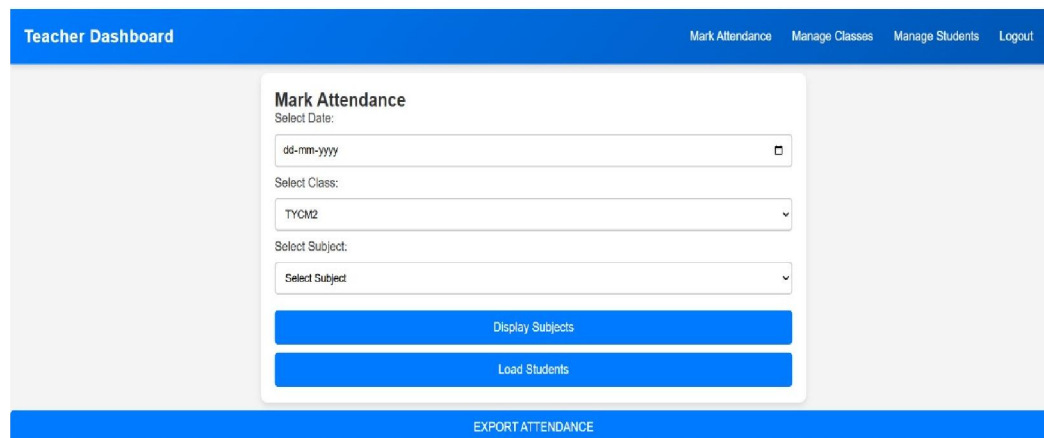 Teacher Dashboard Mark Attendance Manage Classes Manage Students Logout
Mark Attendance
Select Date:
dd-mm-yyyy
Select Class:
TYCM2
Select Subject:
Select Subject
Display Subjects
Load Students
EXPORT ATTENDANCE